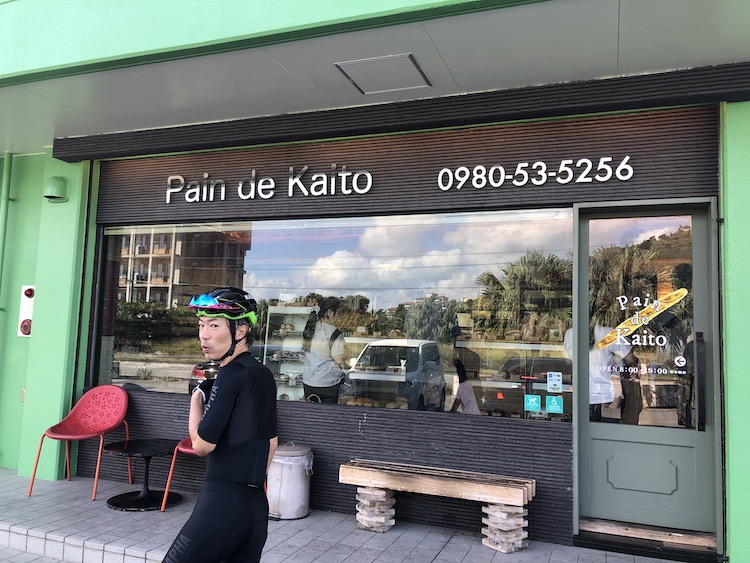 Pain de Kaito
0980-53-5256
Pain
de
Kaito
OPEN 8:00-19:00